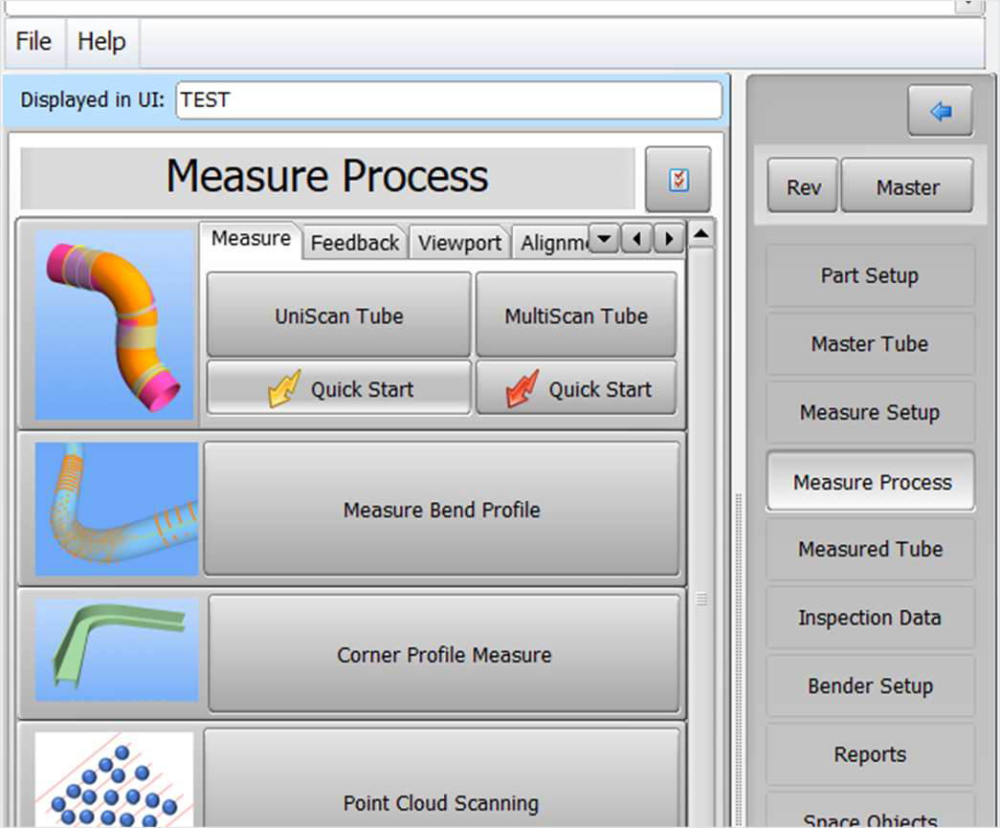 File Help
Displayed in UI: TEST
Measure Process
Rev Master
Measure Feedback Viewport Alignm
UniScan Tube MultiScan Tube
Quick Start Quick Start
Measure Bend Profile
Corner Profile Measure
Point Cloud Scanning
Part Setup
Master Tube
Measure Setup
Measure Process
Measured Tube
Inspection Data
Bender Setup
Reports
Space Objects